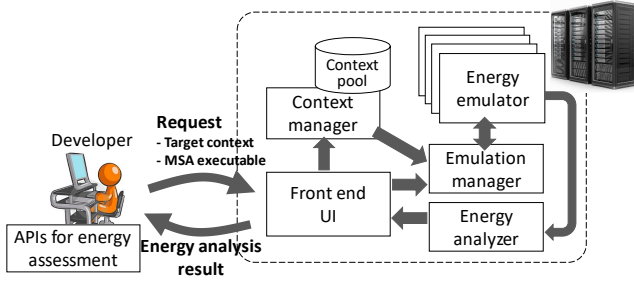 Context
pool
Context
manager
Energy
emulator
Developer
Request
- Target context
- MSA executable
Emulation
manager
Front end
UI
Energy
analyzer
APIs for energy
assessment
Energy analysis
result